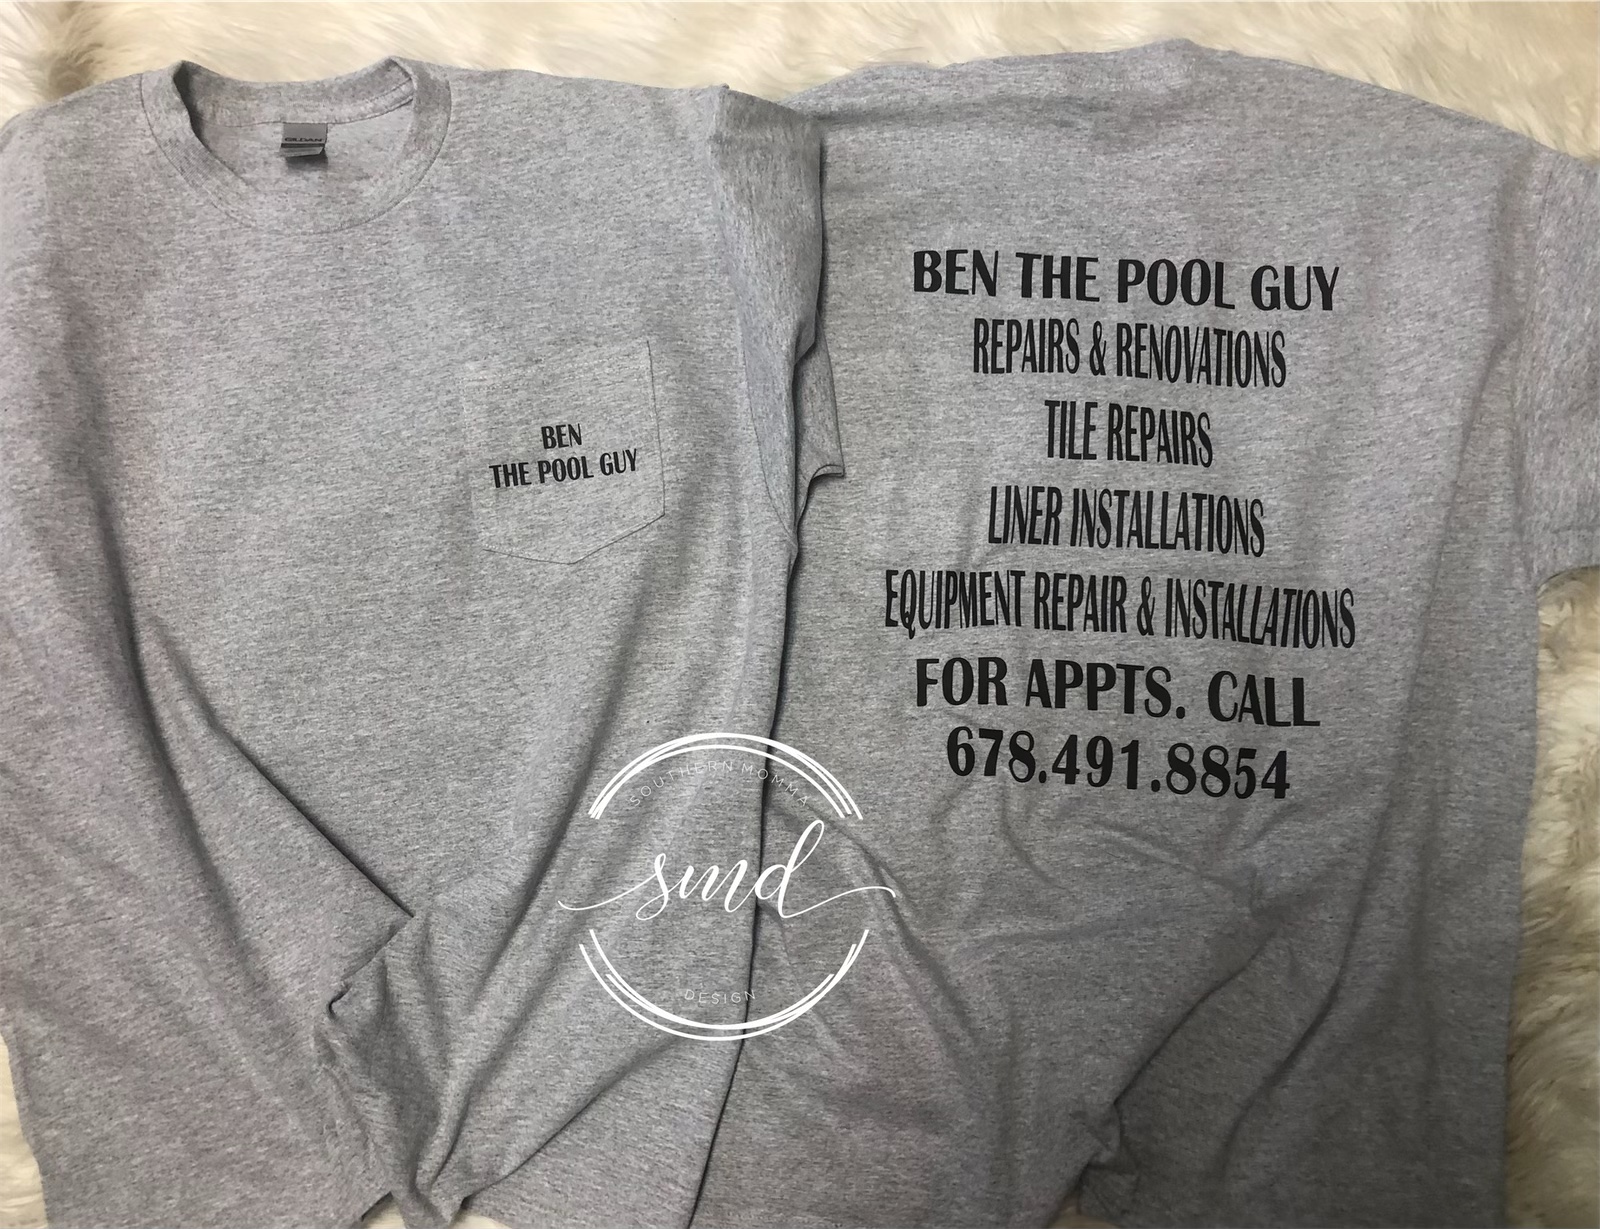 GILDAN
BEN
THE POOL GUY
BEN THE POOL GUY
REPAIRS & RENOVATIONS
TILE REPAIRS
LINER INSTALLATIONS
EQUIPMENT REPAIR & INSTALLATIONS
FOR APPTS. CALL
678.491.8854
SOUTHERN MOMMA
smd
DESIGN